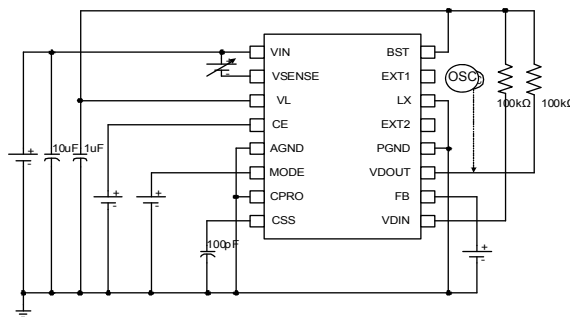 VIN
VSENSE
VL
CE
AGND
MODE
CPRO
CSS
BST
EXT1
LX
EXT2
PGND
VDOUT
FB
VDIN
OSC
100kΩ
100kΩ
10uF
1uF
100pF